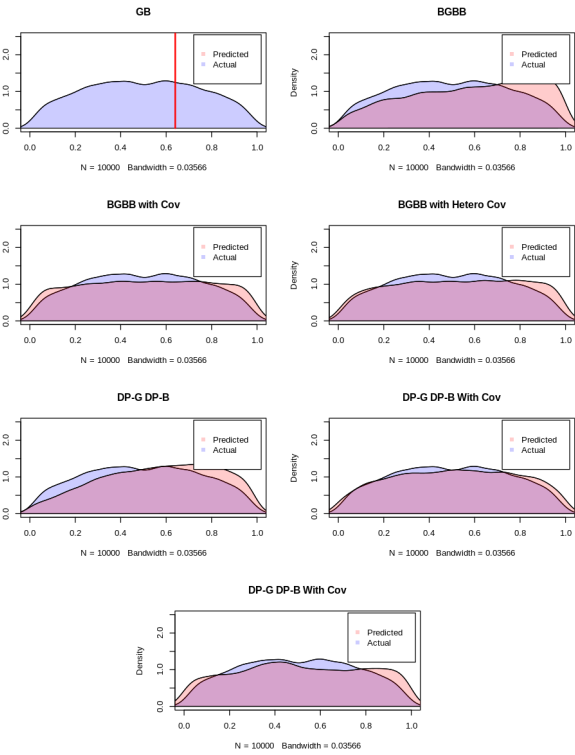 GB
BGBB
Predicted
Actual
0.0 1.0 2.0
0.0 0.2 0.4 0.6 0.8 1.0
N = 10000 Bandwidth = 0.03566
Density
Predicted
Actual
0.0 1.0 2.0
0.0 0.2 0.4 0.6 0.8 1.0
N = 10000 Bandwidth = 0.03566
BGBB with Cov
BGBB with Hetero Cov
Predicted
Actual
0.0 1.0 2.0
0.0 0.2 0.4 0.6 0.8 1.0
N = 10000 Bandwidth = 0.03566
Density
Predicted
Actual
0.0 1.0 2.0
0.0 0.2 0.4 0.6 0.8 1.0
N = 10000 Bandwidth = 0.03566
DP-G DP-B
DP-G DP-B With Cov
Predicted
Actual
0.0 1.0 2.0
0.0 0.2 0.4 0.6 0.8 1.0
N = 10000 Bandwidth = 0.03566
Density
Predicted
Actual
0.0 1.0 2.0
0.0 0.2 0.4 0.6 0.8 1.0
N = 10000 Bandwidth = 0.03566
DP-G DP-B With Cov
Density
Predicted
Actual
0.0 1.0 2.0
0.0 0.2 0.4 0.6 0.8 1.0
N = 10000 Bandwidth = 0.03566